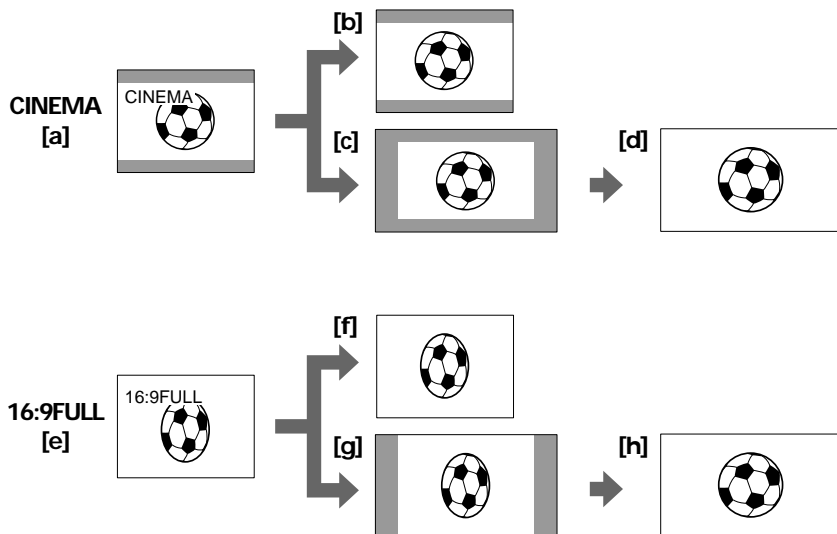 [b]
CINEMA
CINEMA
[a]
[c]
[d]
[f]
16:9FULL
16:9FULL
[e]
[g]
[h]